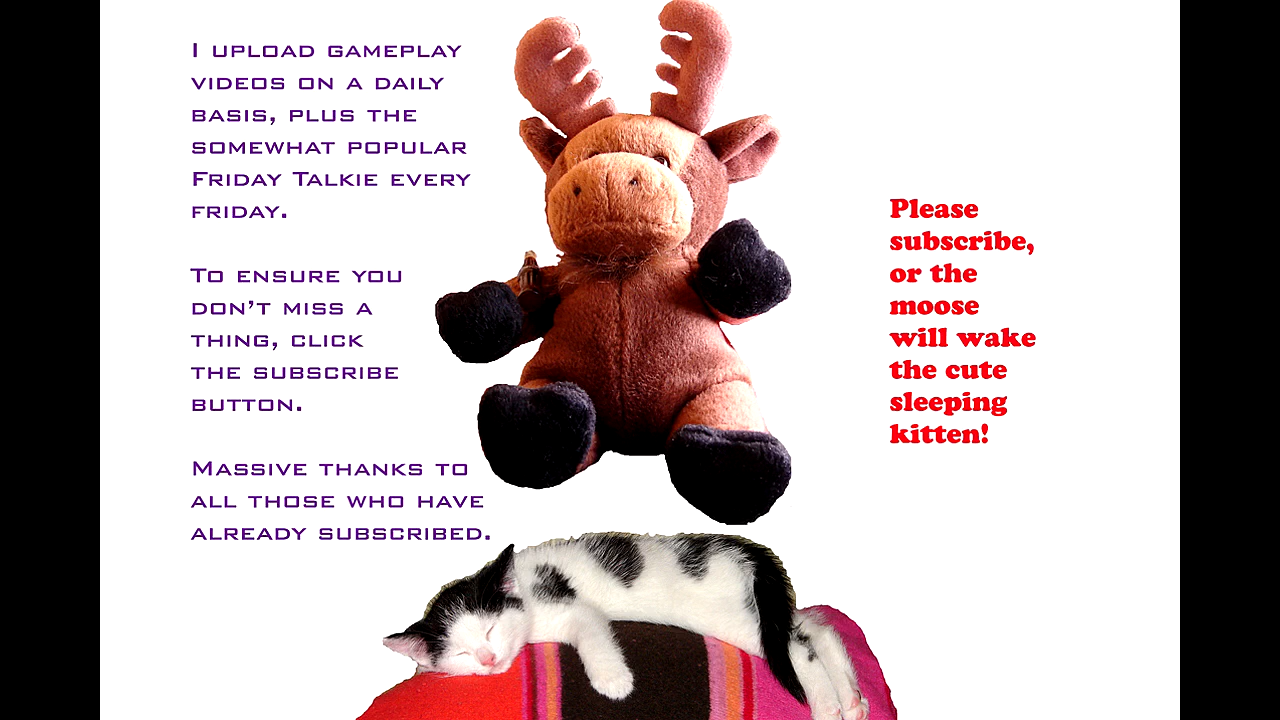 I upload gameplay
videos on a daily
basis, plus the
somewhat popular
Friday Talkie every
friday.
To ensure you
don't miss a
thing, click
the subscribe
button.
Massive thanks to
all those who have
already subscribed.
Please
subscribe,
or the
moose
will wake
the cute
sleeping
kitten!